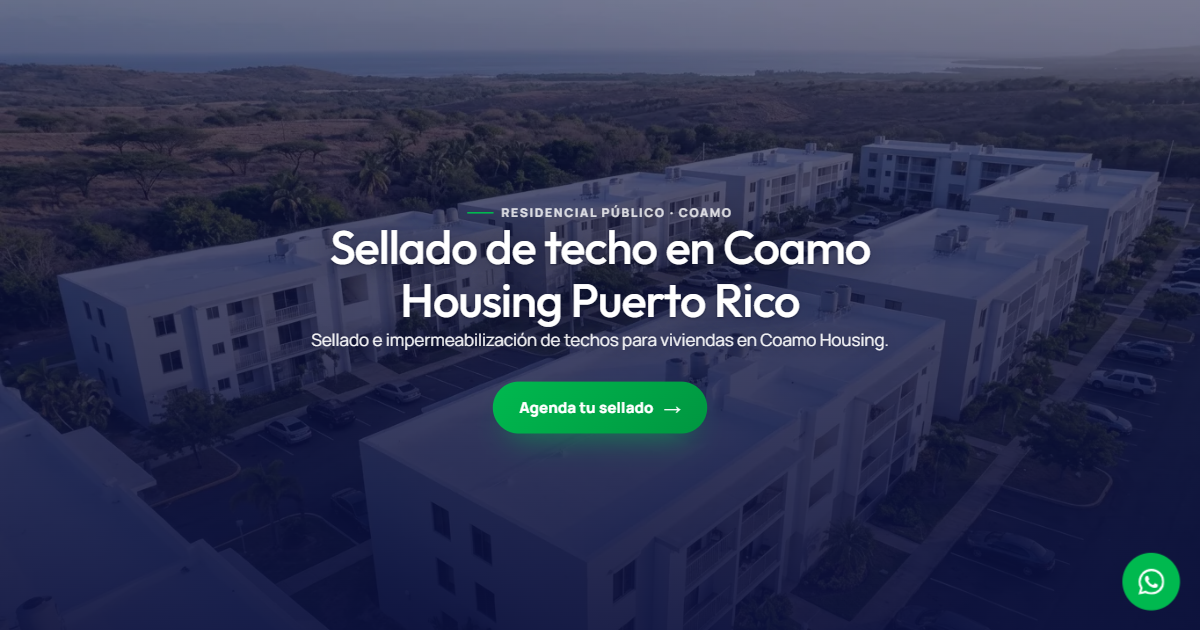 RESIDENCIAL PÚBLICO · COAMO
Sellado de techo en Coamo
Housing Puerto Rico
Sellado e impermeabilización de techos para viviendas en Coamo Housing.
Agenda tu sellado →